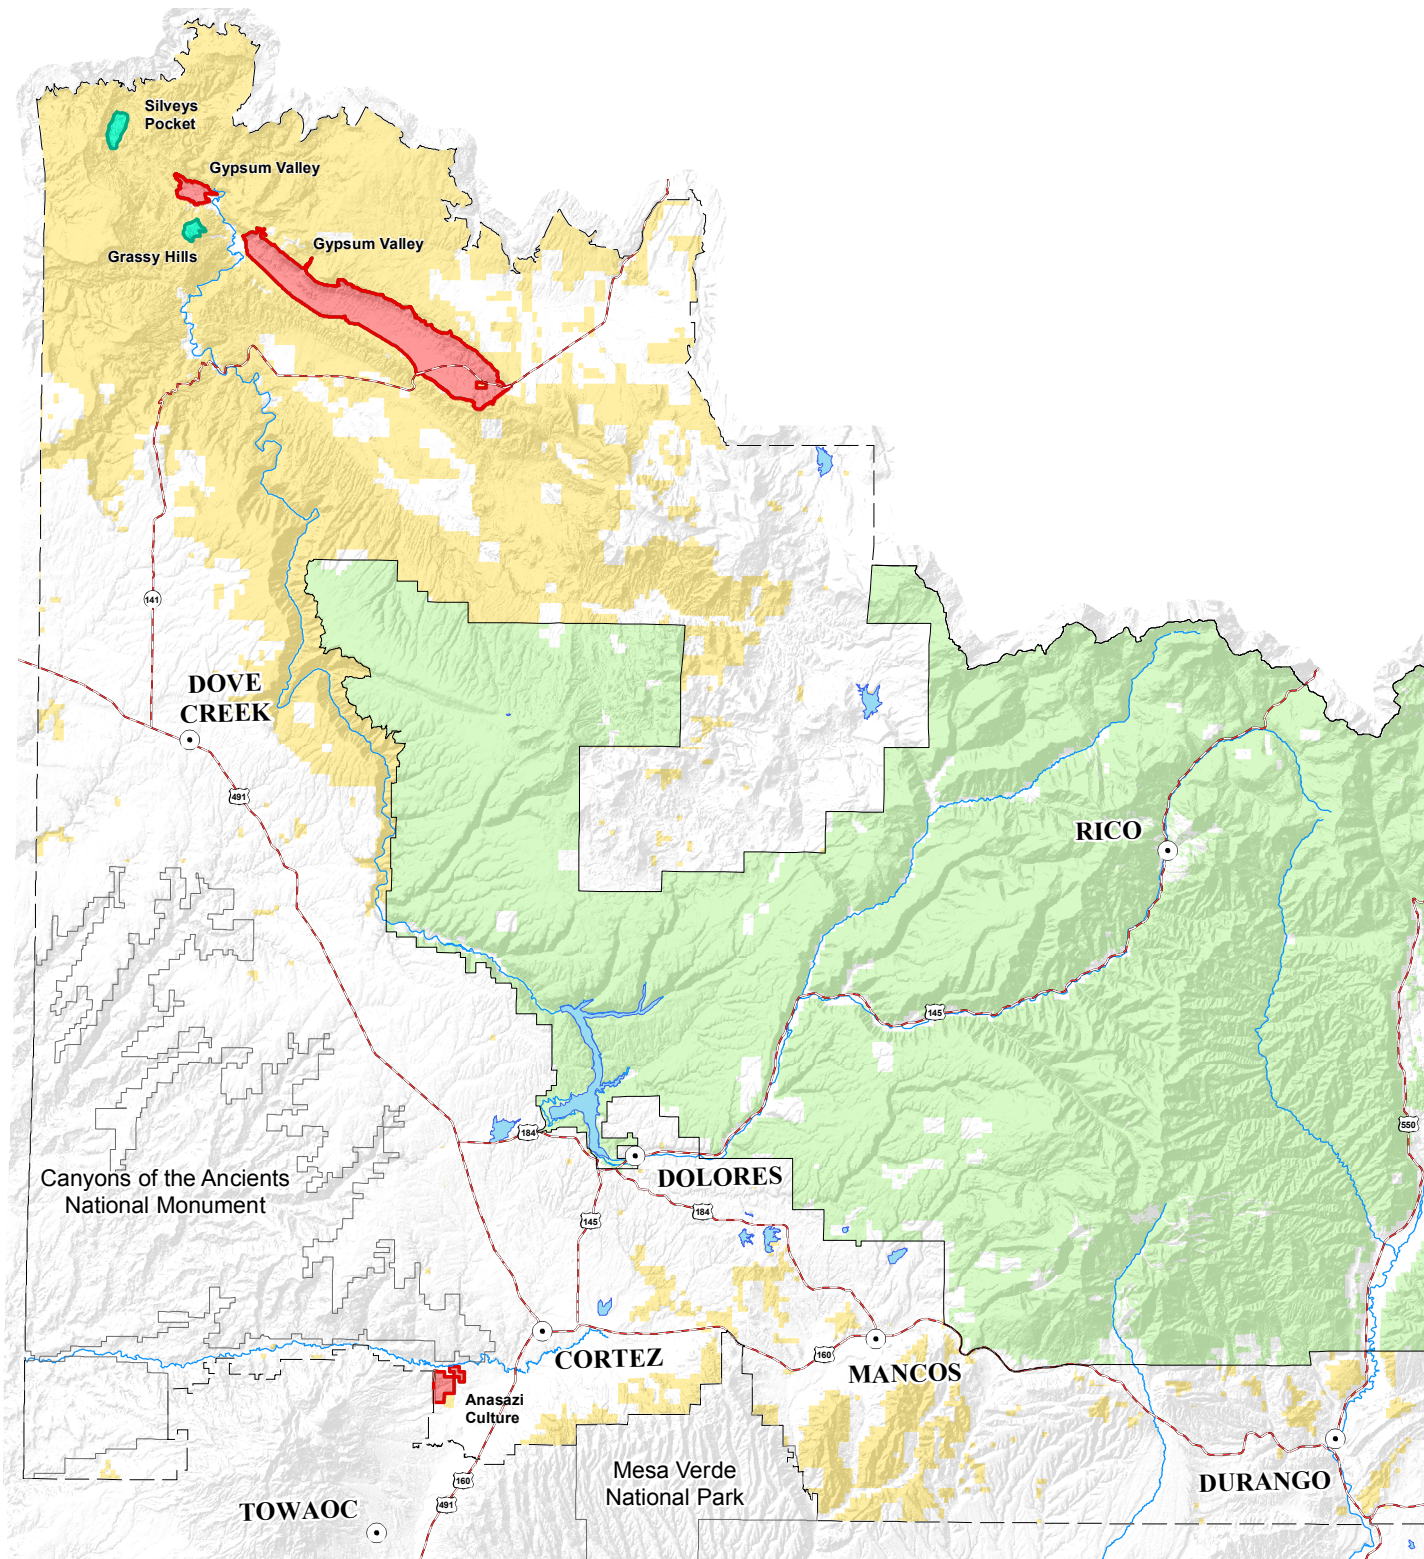 Silveys
Pocket
Gypsum Valley
Grassy Hills
Gypsum Valley
141
DOVE
CREEK
491
RICO
145
550
184
DOLORES
Canyons of the Ancients
National Monument
145
184
CORTEZ
160
MANCOS
Anasazi
Culture
Mesa Verde
National Park
160
491
TOWAOC
DURANGO